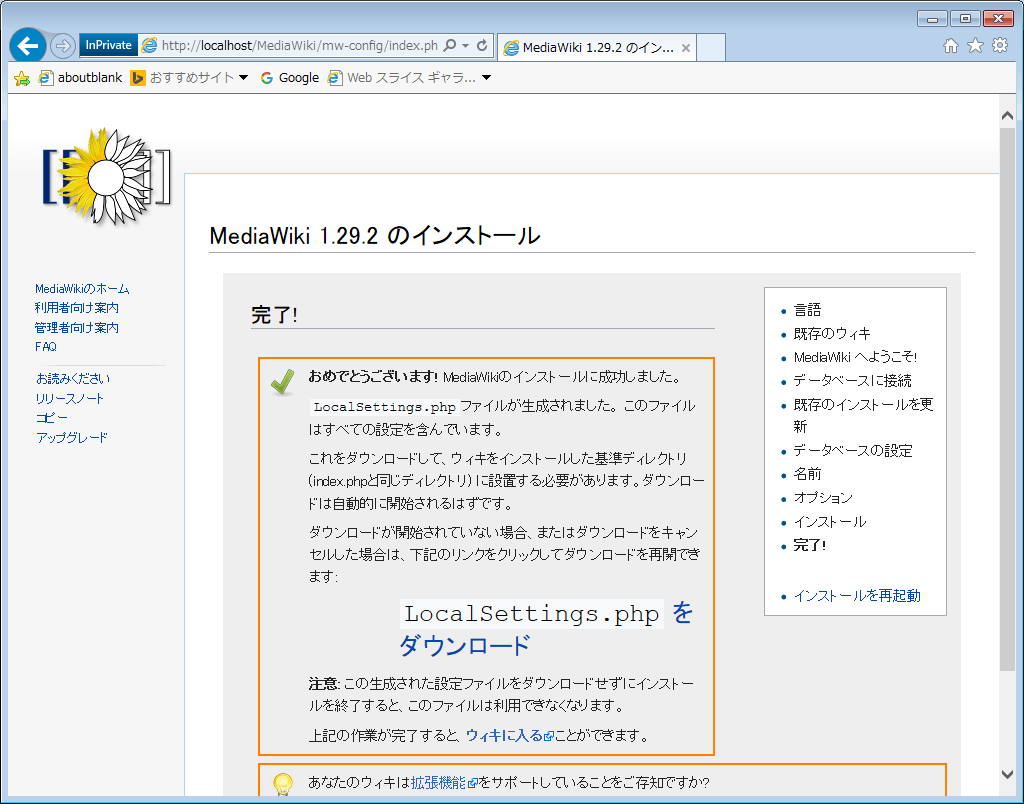 InPrivate
http://localhost/MediaWiki/mw-config/index.ph
MediaWiki 1.29.2 のイン...
aboutblank
おすすめサイト
Google
Web スライス ギャラ...
MediaWikiのホーム
利用者向け案内
管理者向け案内
FAQ
お読みください
リリースノート
コピー
アップグレード
MediaWiki 1.29.2 のインストール
完了!
おめでとうございます! MediaWikiのインストールに成功しました。
LocalSettings.php ファイルが生成されました。このファイル
はすべての設定を含んでいます。
これをダウンロードして、ウィキをインストールした基準ディレクトリ
(index.phpと同じディレクトリ) に設置する必要があります。ダウンロー
ドは自動的に開始されるはずです。
ダウンロードが開始されていない場合、またはダウンロードをキャン
セルした場合は、下記のリンクをクリックしてダウンロードを再開でき
ます:
LocalSettings.php を
ダウンロード
注意: この生成された設定ファイルをダウンロードせずにインストー
ルを終了すると、このファイルは利用できなくなります。
上記の作業が完了すると、ウィキに入ることができます。
あなたのウィキは拡張機能をサポートしていることをご存知ですか?
言語
既存のウィキ
MediaWiki へようこそ!
データベースに接続
既存のインストールを更
新
データベースの設定
名前
オプション
インストール
完了!
インストールを再起動